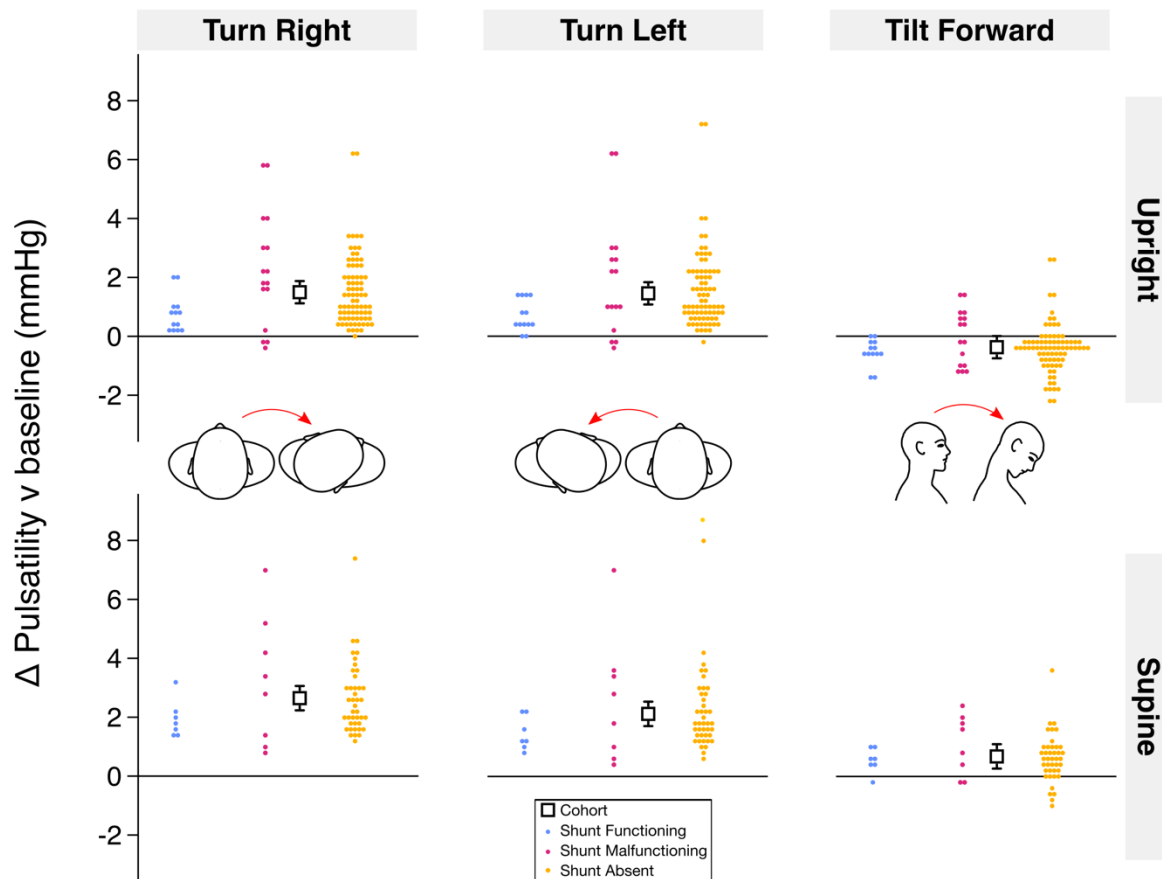 Turn Right
Turn Left
Tilt Forward
Δ Pulsatility v baseline (mmHg)
8
6
4
2
0
-2
Upright
8
6
4
2
0
-2
Supine
Cohort
Shunt Functioning
Shunt Malfunctioning
Shunt Absent